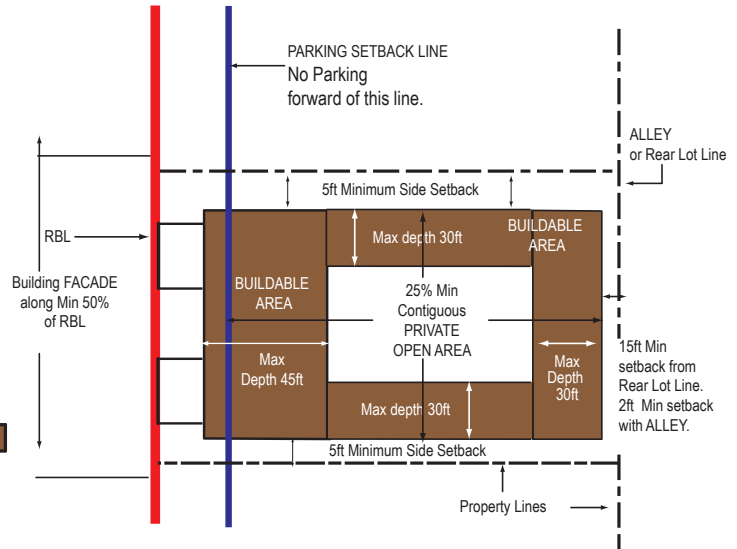 PARKING SETBACK LINE
No Parking
forward of this line.
ALLEY
or Rear Lot Line
5ft Minimum Side Setback
RBL
Building FACADE
along Min 50%
of RBL
Max depth 30ft
BUILDABLE
AREA
BUILDABLE
AREA
25% Min
Contiguous
PRIVATE
OPEN AREA
Max
Depth 45ft
Max
Depth
30ft
15ft Min
setback from
Rear Lot Line.
2ft Min setback
with ALLEY.
Max depth 30ft
5ft Minimum Side Setback
Property Lines